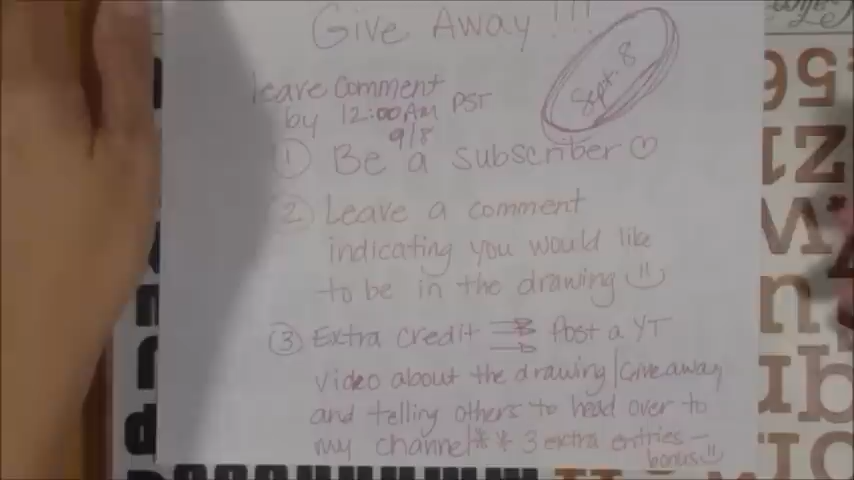 Give Away!!!
Sept. 8
leave comment
by 12:00AM PST
9/8
① Be a subscriber ♡
② Leave a comment
indicating you would like
to be in the drawing
③ Extra credit ⇒ Post a YT
video about the drawing/Giveaway
and telling others to head over to
my channel** 3 extra entries -
bonus